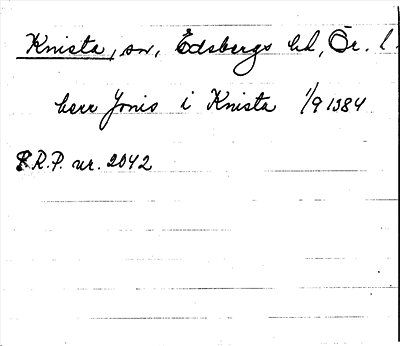 Knista, sn, Edsbergs hd, Ör. l.
herr Jonis i Knista 1/9 1384
R.R.P. nr. 2042